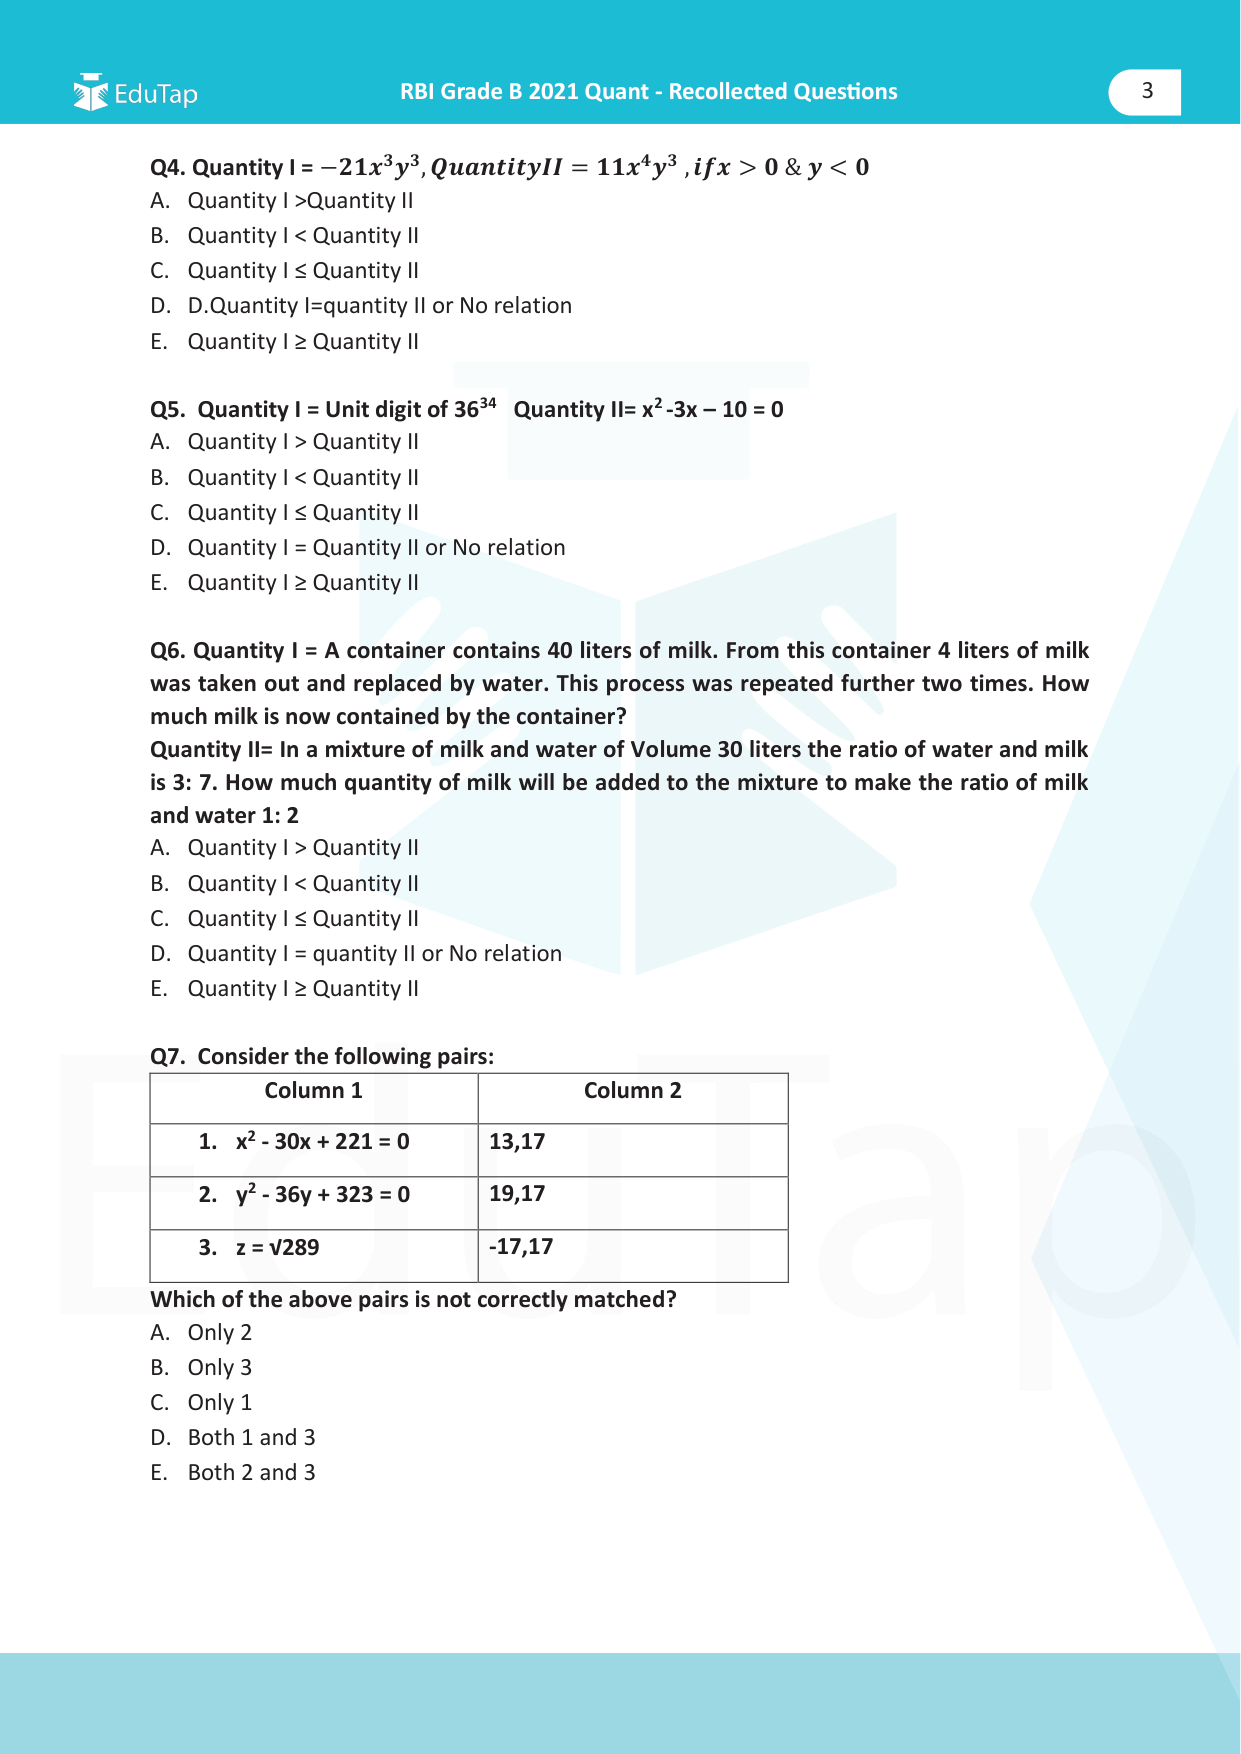 EduTap
RBI Grade B 2021 Quant - Recollected Questions
3
Q4. Quantity I = −21x³y³, QuantityII = 11x⁴y³ , ifx > 0 & y < 0
A. Quantity I >Quantity II
B. Quantity I < Quantity II
C. Quantity I ≤ Quantity II
D. D.Quantity I=quantity II or No relation
E. Quantity I ≥ Quantity II
Q5. Quantity I = Unit digit of 36³⁴ Quantity II= x² -3x – 10 = 0
A. Quantity I > Quantity II
B. Quantity I < Quantity II
C. Quantity I ≤ Quantity II
D. Quantity I = Quantity II or No relation
E. Quantity I ≥ Quantity II
Q6. Quantity I = A container contains 40 liters of milk. From this container 4 liters of milk
was taken out and replaced by water. This process was repeated further two times. How
much milk is now contained by the container?
Quantity II= In a mixture of milk and water of Volume 30 liters the ratio of water and milk
is 3: 7. How much quantity of milk will be added to the mixture to make the ratio of milk
and water 1: 2
A. Quantity I > Quantity II
B. Quantity I < Quantity II
C. Quantity I ≤ Quantity II
D. Quantity I = quantity II or No relation
E. Quantity I ≥ Quantity II
Q7. Consider the following pairs:
Column 1 Column 2
1. x² - 30x + 221 = 0 13,17
2. y² - 36y + 323 = 0 19,17
3. z = √289 -17,17
Which of the above pairs is not correctly matched?
A. Only 2
B. Only 3
C. Only 1
D. Both 1 and 3
E. Both 2 and 3
EduTap